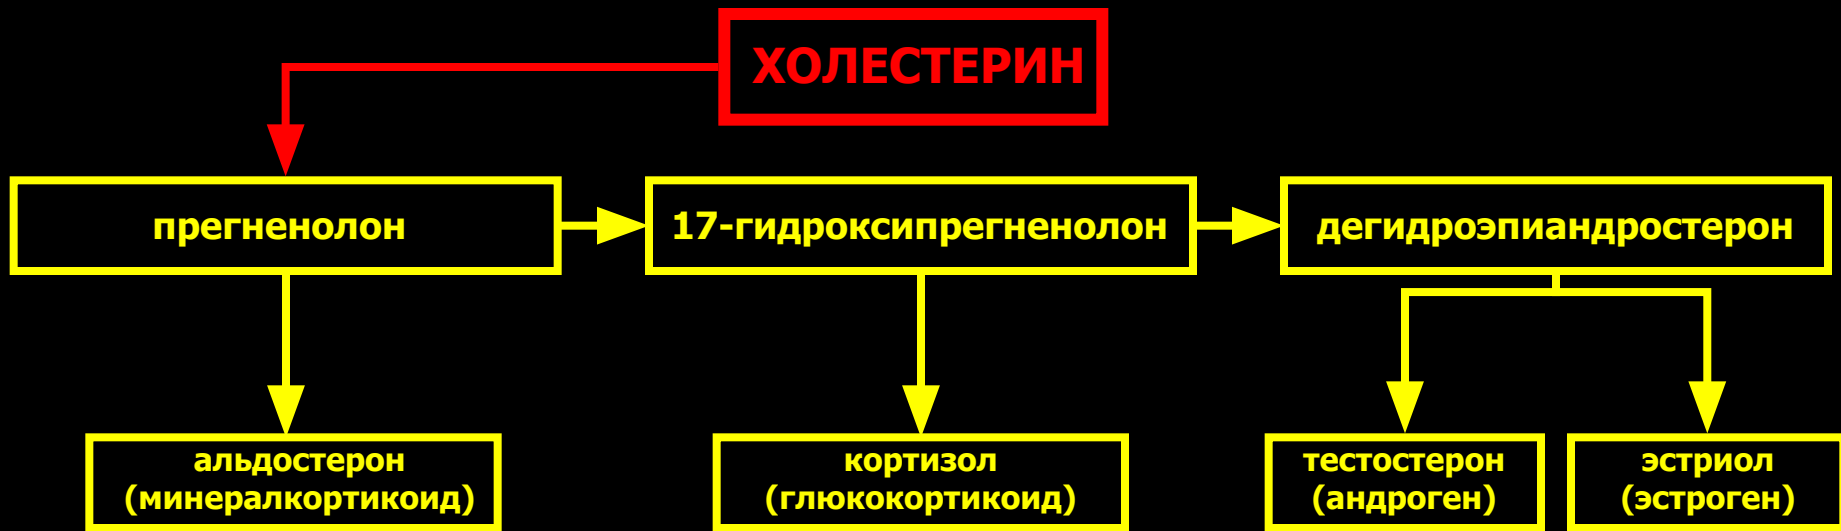 ХОЛЕСТЕРИН
прегненолон
17-гидроксипрегненолон
дегидроэпиандростерон
альдостерон
(минералкортикоид)
кортизол
(глюкокортикоид)
тестостерон
(андроген)
эстриол
(эстроген)